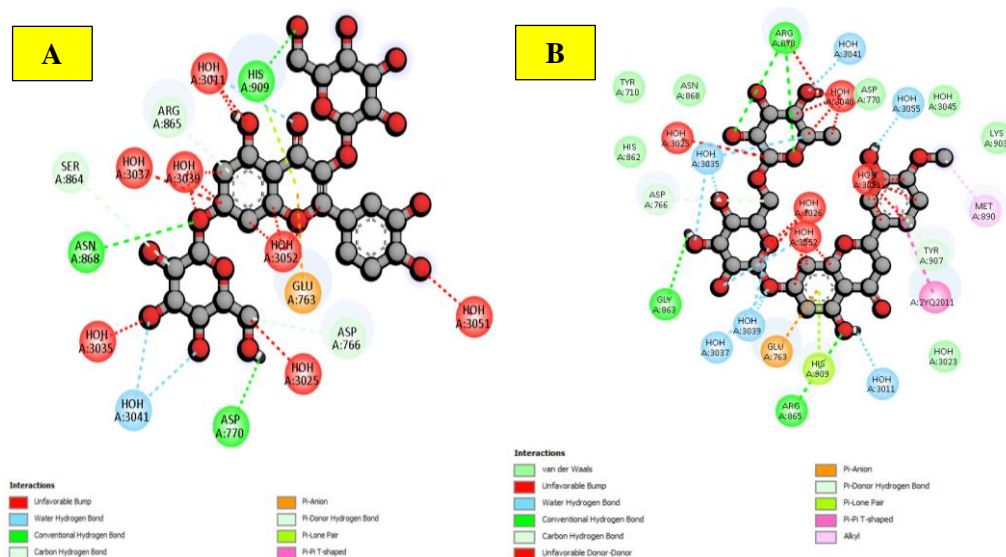 A
HOH
A:3011
HIS
A:909
ARG
A:865
SER
A:864
HOH
A:3037
HOH
A:3039
ASN
A:868
HOH
A:3052
GLU
A:763
HOH
A:3051
HOH
A:3035
ASP
A:766
HOH
A:3025
HOH
A:3041
ASP
A:770
Interactions
Unfavorable Bump
Water Hydrogen Bond
Conventional Hydrogen Bond
Carbon Hydrogen Bond
Pi-Anion
Pi-Donor Hydrogen Bond
Pi-Lone Pair
Pi-Pi T-shaped
B
ARG
A:878
HOH
A:3041
TYR
A:710
ASN
A:868
HOH
A:3040
ASP
A:770
HOH
A:3055
HOH
A:3045
LYS
A:903
HOH
A:3025
HIS
A:862
HOH
A:3035
HOH
A:3051
ASP
A:766
HOH
A:3026
MET
A:890
HOH
A:3052
TYR
A:907
GLY
A:863
A:2YQ2011
HOH
A:3039
HOH
A:3037
GLU
A:763
HIS
A:909
HOH
A:3023
HOH
A:3011
ARG
A:865
Interactions
van der Waals
Unfavorable Bump
Water Hydrogen Bond
Conventional Hydrogen Bond
Carbon Hydrogen Bond
Unfavorable Donor-Donor
Pi-Anion
Pi-Donor Hydrogen Bond
Pi-Lone Pair
Pi-Pi T-shaped
Alkyl